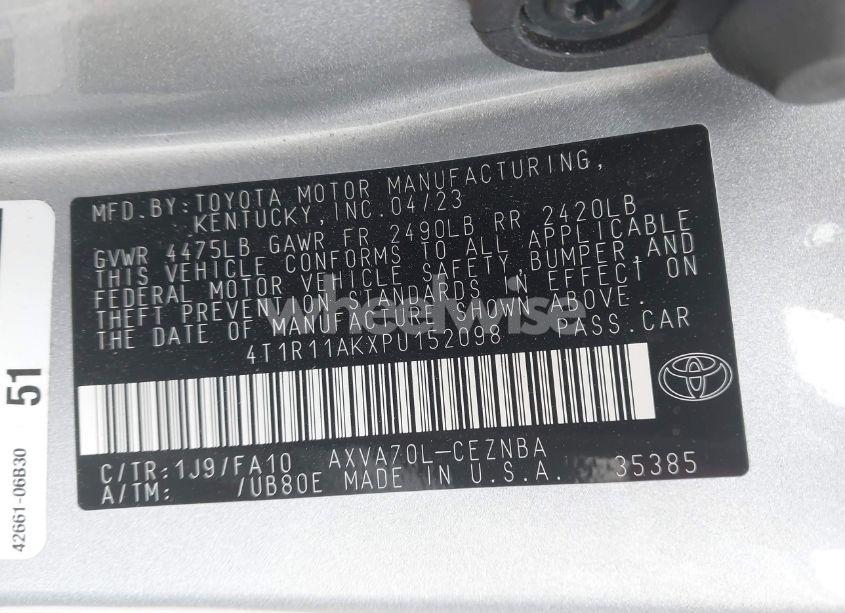 MFD.BY:TOYOTA MOTOR MANUFACTURING,
KENTUCKY,INC.04/23
GVWR 4475LB GAWR FR 2490LB RR 2420LB
THIS VEHICLE CONFORMS TO ALL APPLICABLE
FEDERAL MOTOR VEHICLE SAFETY,BUMPER,AND
THEFT PREVENTION STANDARDS IN EFFECT ON
THE DATE OF MANUFACTURE SHOWN ABOVE.
4T1R11AKXPU152098 PASS.CAR
C/TR:1J9/FA10 AXVA70L-CEZNBA
A/TM: /UB80E MADE IN U.S.A. 35385
51
42661-06B30
wheelwise